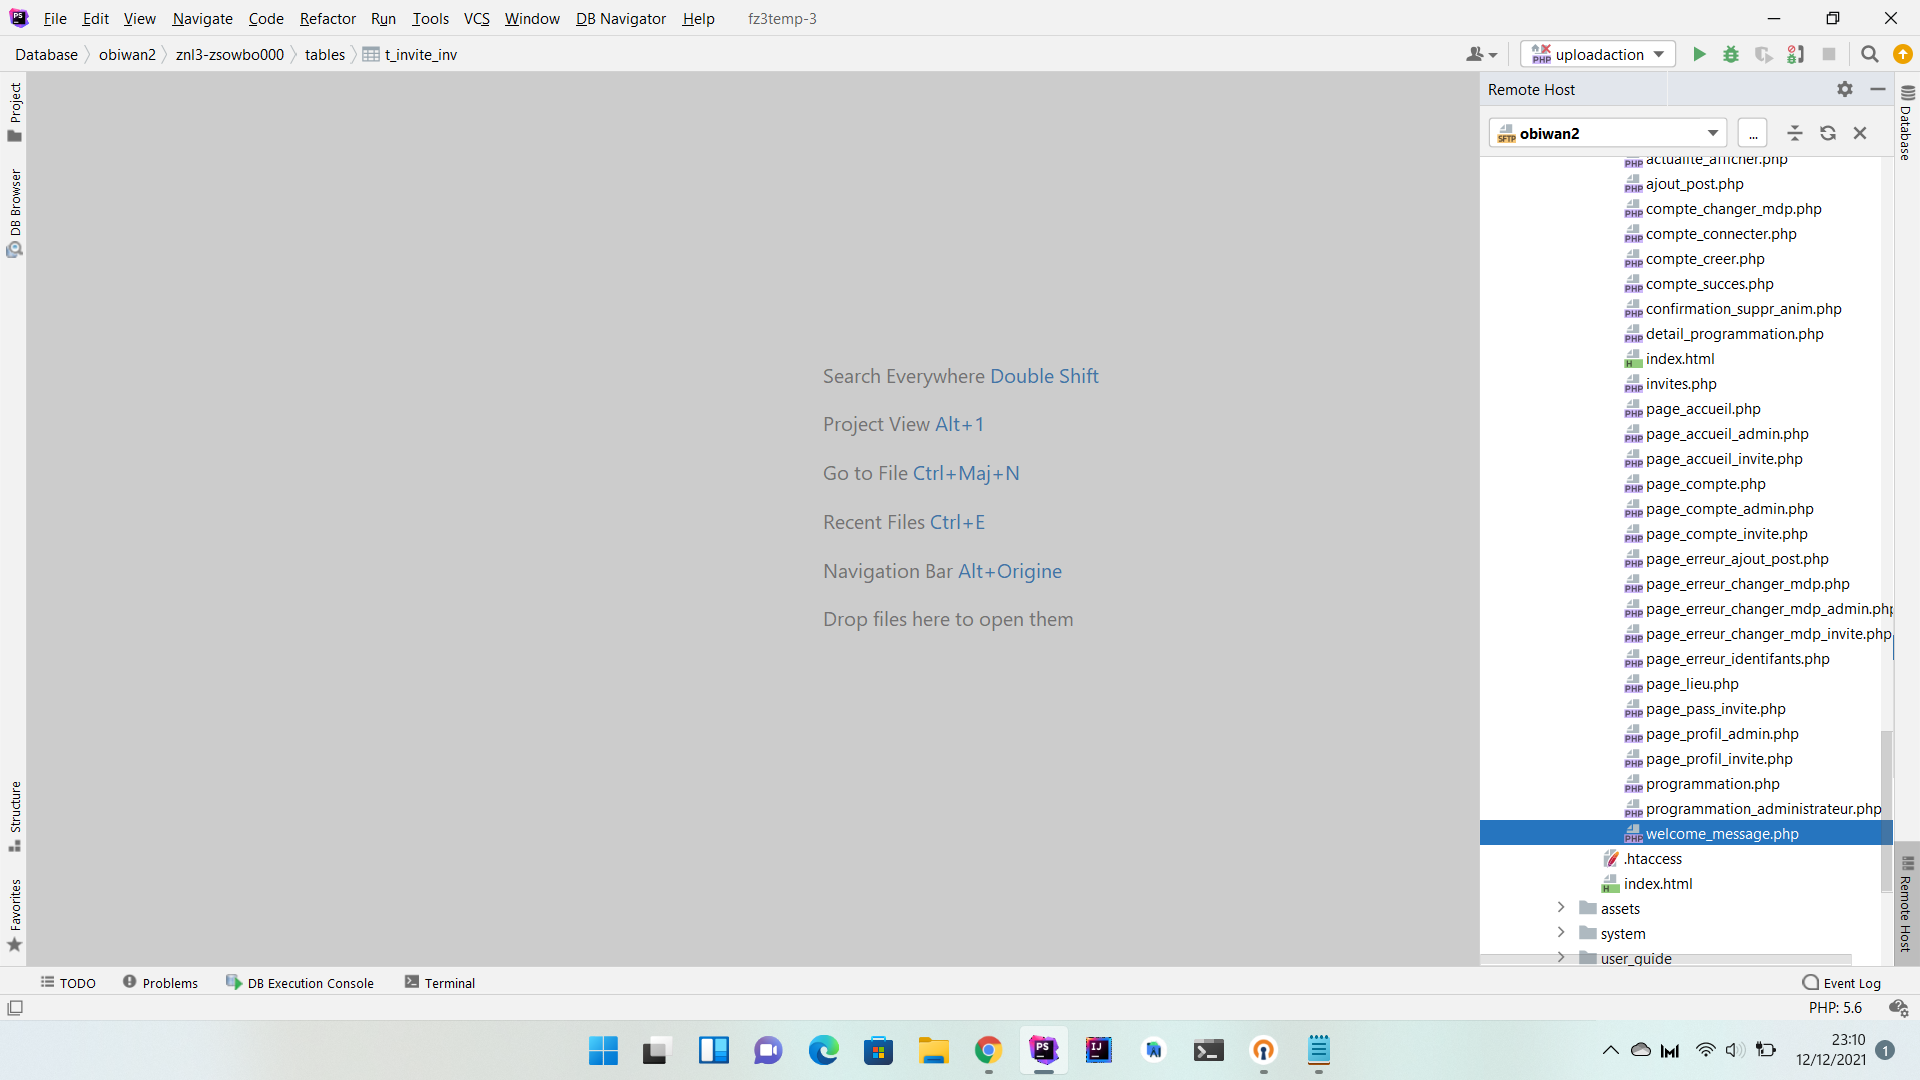 File Edit View Navigate Code Refactor Run Tools VCS Window DB Navigator Help fz3temp-3
Database obiwan2 znl3-zsowbo000 tables t_invite_inv
uploadaction
Project
DB Browser
Structure
Favorites
Search Everywhere Double Shift
Project View Alt+1
Go to File Ctrl+Maj+N
Recent Files Ctrl+E
Navigation Bar Alt+Origine
Drop files here to open them
Remote Host
obiwan2
...
actualite_afficher.php
ajout_post.php
compte_changer_mdp.php
compte_connecter.php
compte_creer.php
compte_succes.php
confirmation_suppr_anim.php
detail_programmation.php
index.html
invites.php
page_accueil.php
page_accueil_admin.php
page_accueil_invite.php
page_compte.php
page_compte_admin.php
page_compte_invite.php
page_erreur_ajout_post.php
page_erreur_changer_mdp.php
page_erreur_changer_mdp_admin.php
page_erreur_changer_mdp_invite.php
page_erreur_identifants.php
page_lieu.php
page_pass_invite.php
page_profil_admin.php
page_profil_invite.php
programmation.php
programmation_administrateur.php
welcome_message.php
.htaccess
index.html
assets
system
user_guide
Database
Remote Host
TODO Problems DB Execution Console Terminal Event Log
PHP: 5.6
23:10
12/12/2021
1